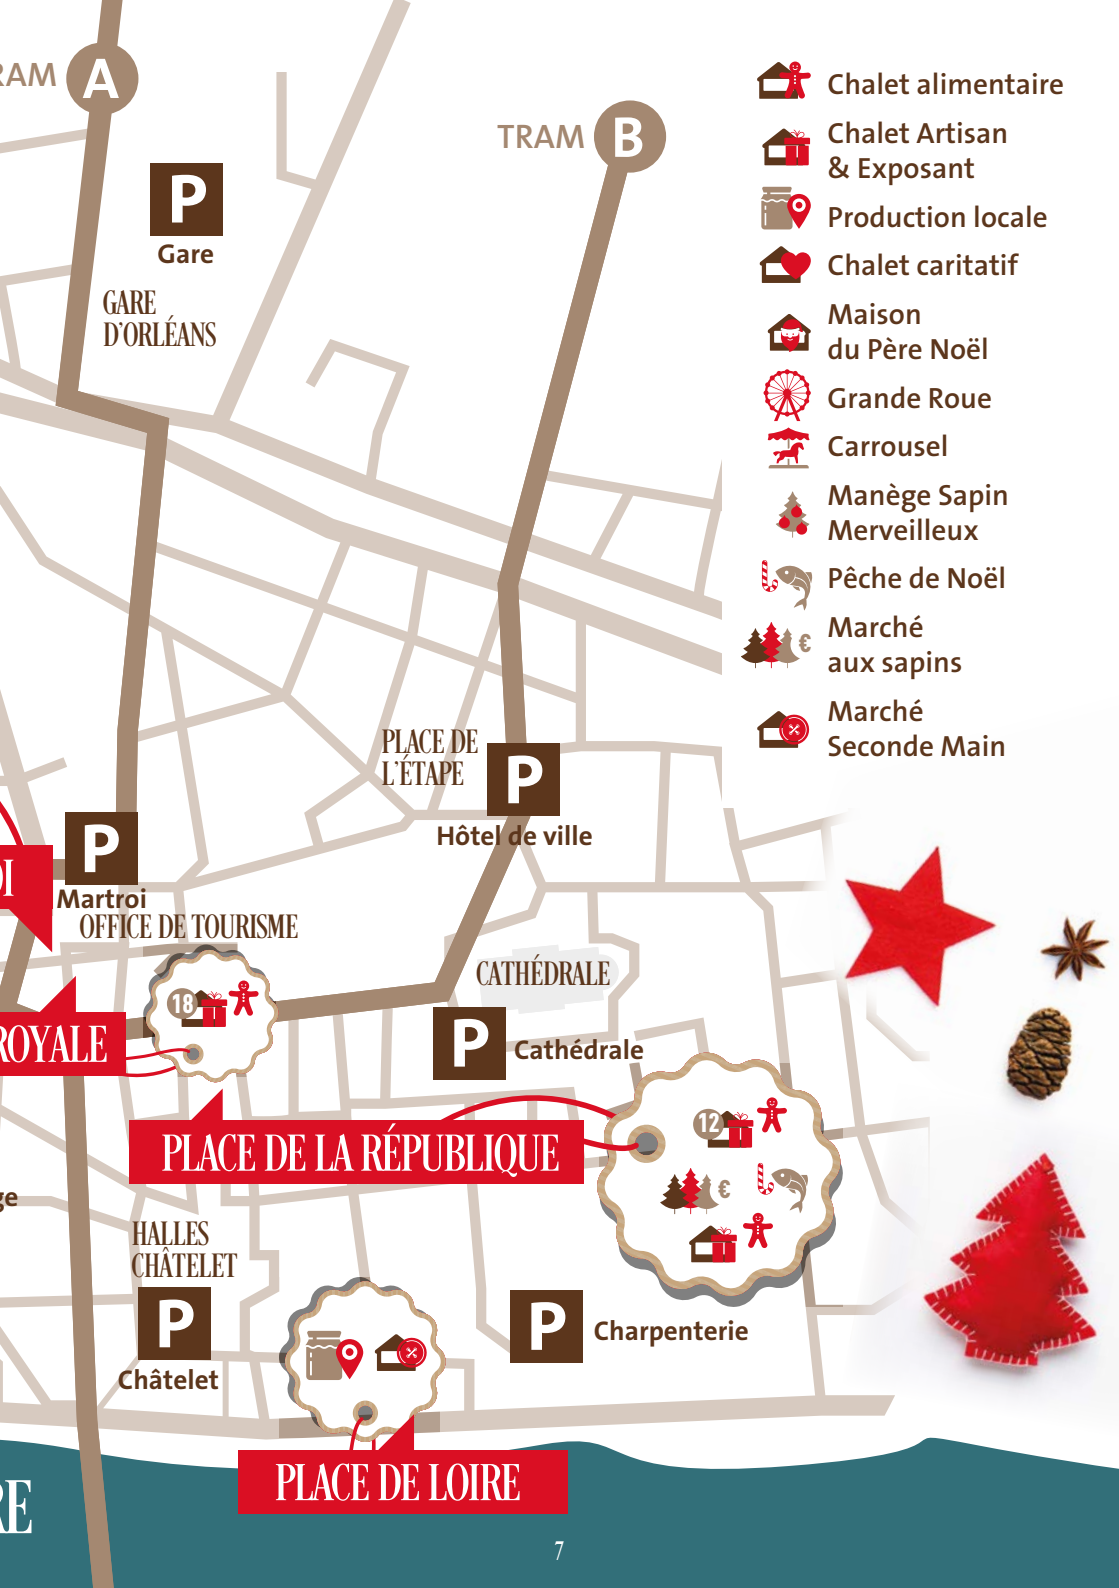 A
TRAM
B
P
Gare
GARE
D'ORLÉANS
Chalet alimentaire
Chalet Artisan
& Exposant
Production locale
Chalet caritatif
Maison
du Père Noël
Grande Roue
Carrousel
Manège Sapin
Merveilleux
Pêche de Noël
€
Marché
aux sapins
Marché
Seconde Main
PLACE DE
L'ÉTAPE
P
Hôtel de ville
P
Martroi
OFFICE DE TOURISME
CATHÉDRALE
18
ROYALE
P
Cathédrale
12
€
PLACE DE LA RÉPUBLIQUE
HALLES
CHÂTELET
P
Châtelet
P
Charpenterie
PLACE DE LOIRE
7